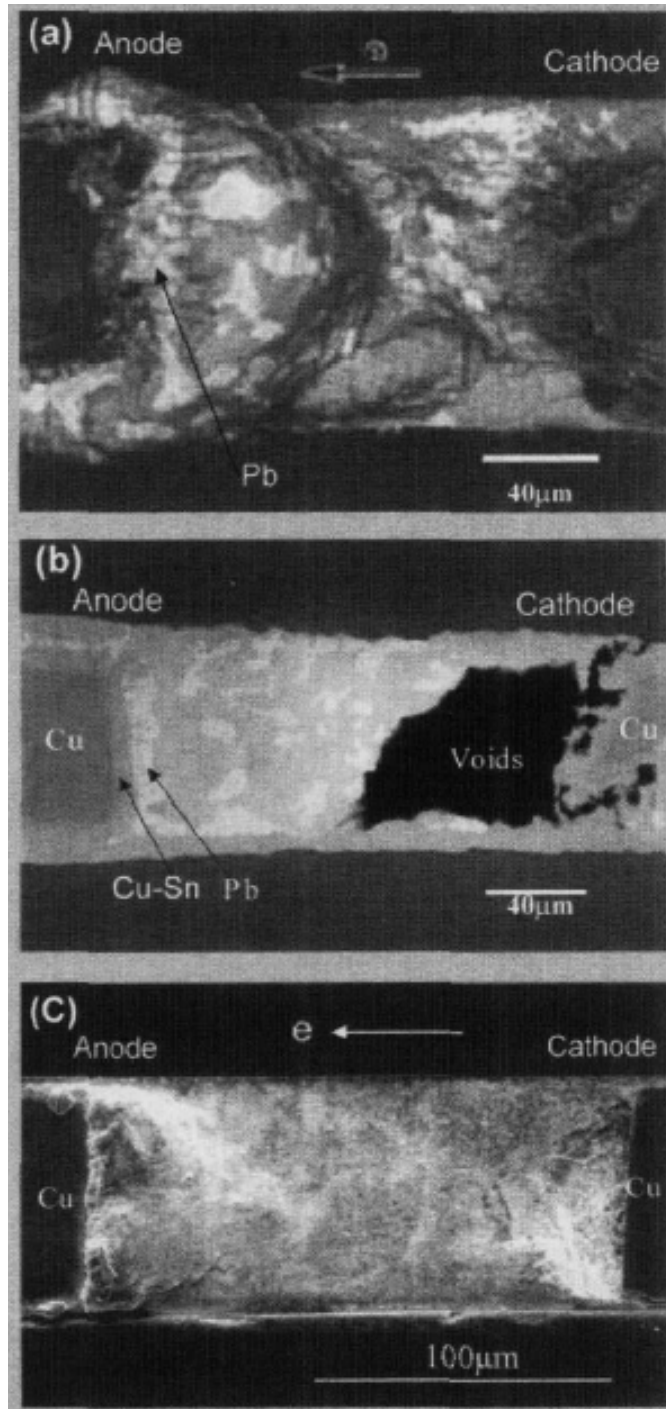 (a)
Anode
Cathode
Pb
40µm
(b)
Anode
Cathode
Cu
Voids
Cu
Cu-Sn Pb
40µm
(C)
e
Anode
Cathode
Cu
Cu
100µm